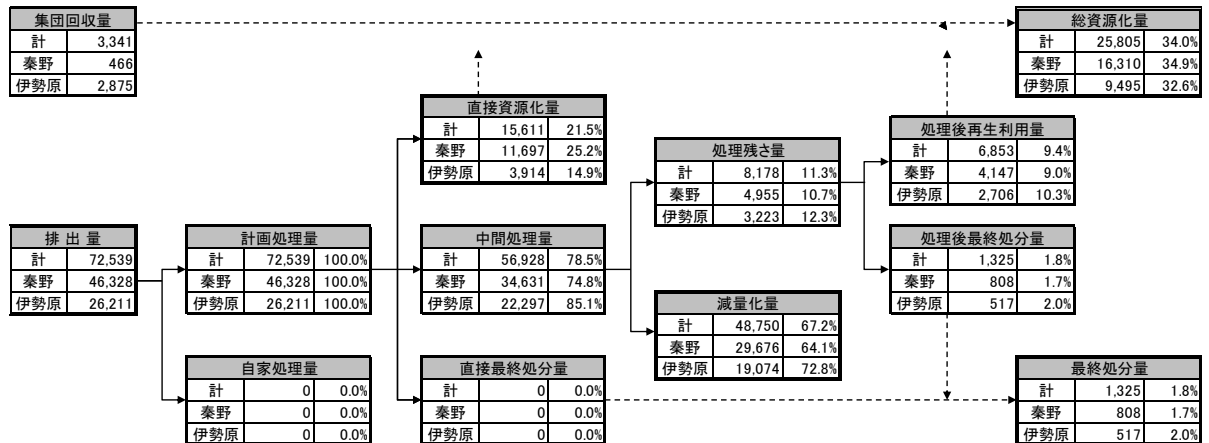 集団回収量
計 3,341
秦野 466
伊勢原 2,875
総資源化量
計 25,805 34.0%
秦野 16,310 34.9%
伊勢原 9,495 32.6%
直接資源化量
計 15,611 21.5%
秦野 11,697 25.2%
伊勢原 3,914 14.9%
処理残さ量
計 8,178 11.3%
秦野 4,955 10.7%
伊勢原 3,223 12.3%
処理後再生利用量
計 6,853 9.4%
秦野 4,147 9.0%
伊勢原 2,706 10.3%
排出量
計 72,539
秦野 46,328
伊勢原 26,211
計画処理量
計 72,539 100.0%
秦野 46,328 100.0%
伊勢原 26,211 100.0%
中間処理量
計 56,928 78.5%
秦野 34,631 74.8%
伊勢原 22,297 85.1%
処理後最終処分量
計 1,325 1.8%
秦野 808 1.7%
伊勢原 517 2.0%
減量化量
計 48,750 67.2%
秦野 29,676 64.1%
伊勢原 19,074 72.8%
自家処理量
計 0 0.0%
秦野 0 0.0%
伊勢原 0 0.0%
直接最終処分量
計 0 0.0%
秦野 0 0.0%
伊勢原 0 0.0%
最終処分量
計 1,325 1.8%
秦野 808 1.7%
伊勢原 517 2.0%